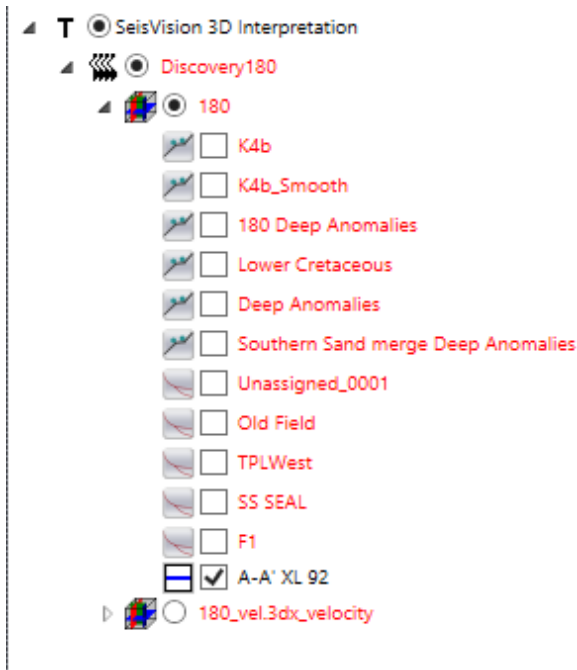 T SeisVision 3D Interpretation
Discovery180
180
K4b
K4b_Smooth
180 Deep Anomalies
Lower Cretaceous
Deep Anomalies
Southern Sand merge Deep Anomalies
Unassigned_0001
Old Field
TPLWest
SS SEAL
F1
A-A' XL 92
180_vel.3dx_velocity